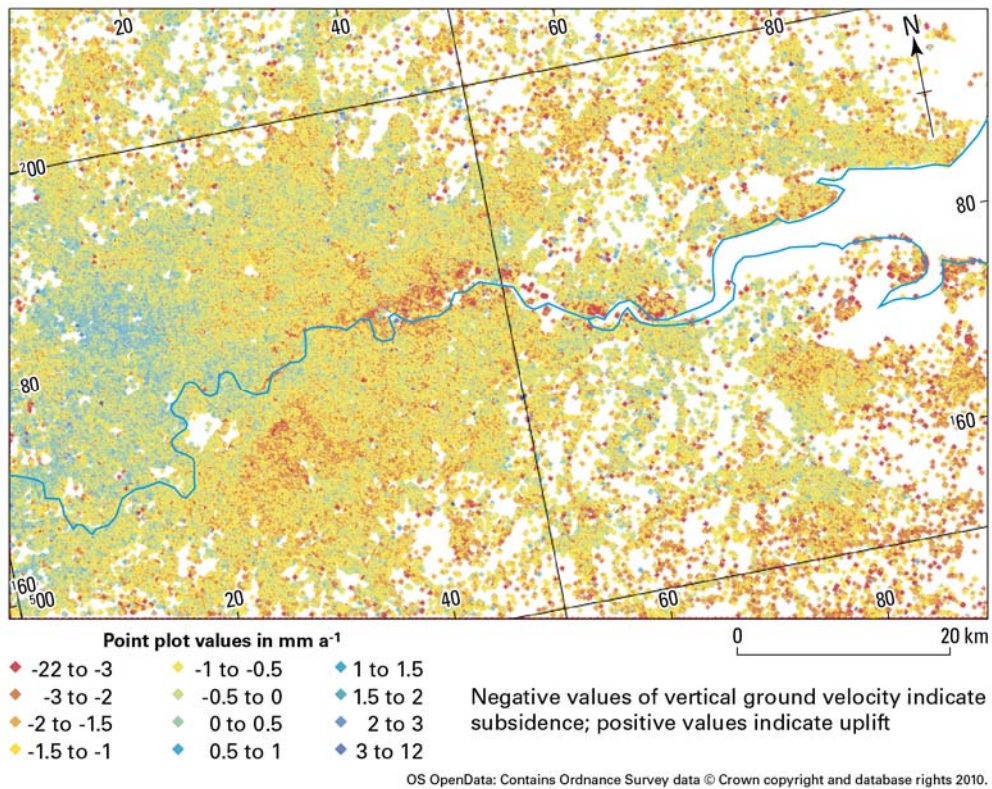 20 40 60 80
N
²00
80
80
¹60
¹60
⁵00 20 40 60 80
0 20 km
Point plot values in mm a⁻¹
-22 to -3 -1 to -0.5 1 to 1.5
-3 to -2 -0.5 to 0 1.5 to 2
-2 to -1.5 0 to 0.5 2 to 3
-1.5 to -1 0.5 to 1 3 to 12
Negative values of vertical ground velocity indicate
subsidence; positive values indicate uplift
OS OpenData: Contains Ordnance Survey data © Crown copyright and database rights 2010.